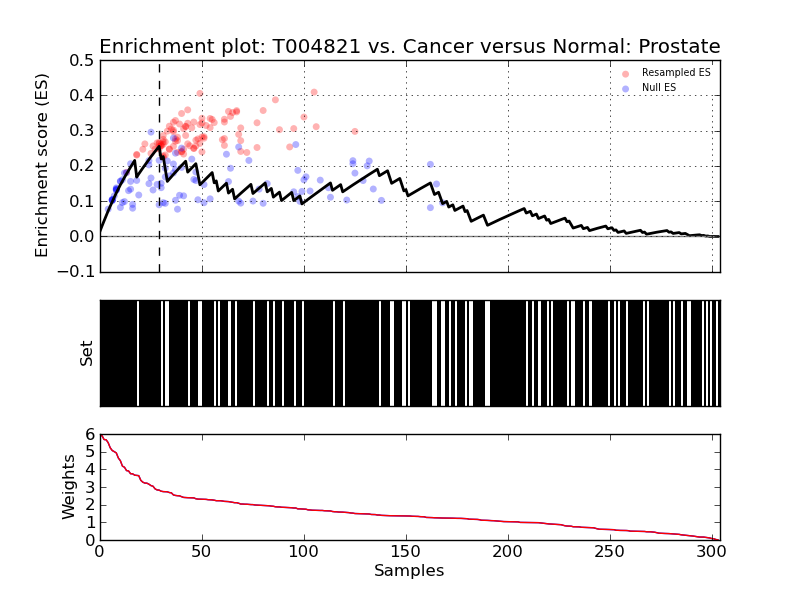 Enrichment plot: T004821 vs. Cancer versus Normal: Prostate
0.5
0.4
0.3
0.2
0.1
0.0
−0.1
Enrichment score (ES)
Resampled ES
Null ES
Set
6
5
4
3
2
1
0
Weights
0 50 100 150 200 250 300
Samples